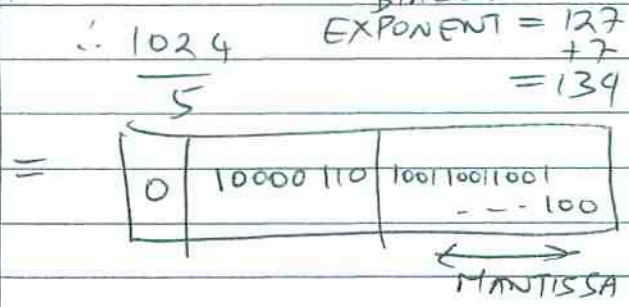 ∴ 1024
5
EXPONENT = 127
+7
= 134
=
0 | 10000110 | 100110011001
- - - 100
MANTISSA